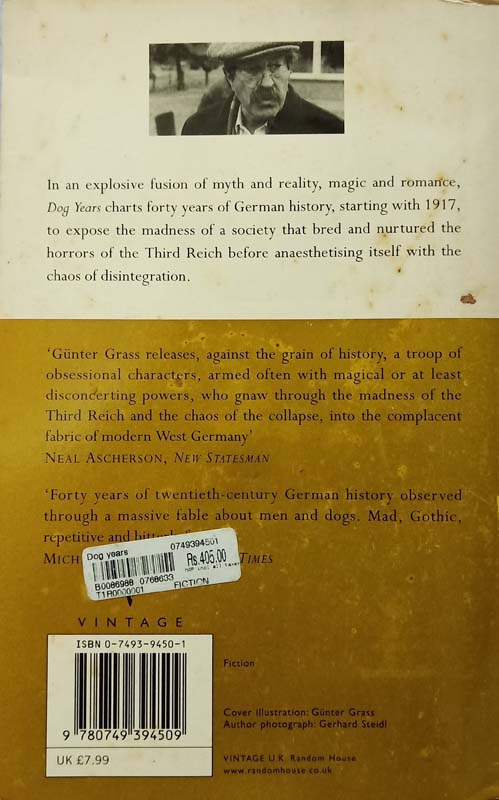 In an explosive fusion of myth and reality, magic and romance,
Dog Years charts forty years of German history, starting with 1917,
to expose the madness of a society that bred and nurtured the
horrors of the Third Reich before anaesthetising itself with the
chaos of disintegration.
‘Günter Grass releases, against the grain of history, a troop of
obsessional characters, armed often with magical or at least
disconcerting powers, who gnaw through the madness of the
Third Reich and the chaos of the collapse, into the complacent
fabric of modern West Germany’
NEAL ASCHERSON, NEW STATESMAN
‘Forty years of twentieth-century German history observed
through a massive fable about men and dogs. Mad, Gothic,
repetitive and
TIMES
Dog years 0749394501
Rs.405.00
B0086988 0768633
T1R0000001 FICTION
VINTAGE
ISBN 0-7493-9450-1
9 780749 394509
UK £7.99
Fiction
Cover illustration: Günter Grass
Author photograph: Gerhard Steidl
VINTAGE U.K. Random House
www.randomhouse.co.uk